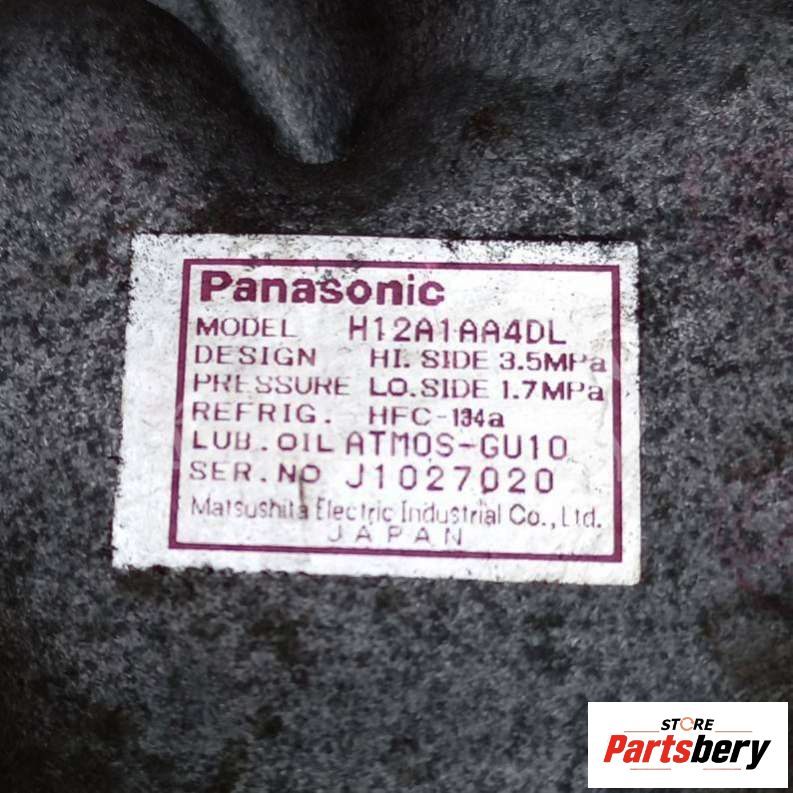 Panasonic
MODEL H12A1AA4DL
DESIGN HI. SIDE 3.5MPa
PRESSURE LO.SIDE 1.7MPa
REFRIG. HFC-134a
LUB.OIL ATMOS-GU10
SER.NO J1027020
Matsushita Electric Industrial Co., Ltd.
JAPAN
STORE
Partsbery